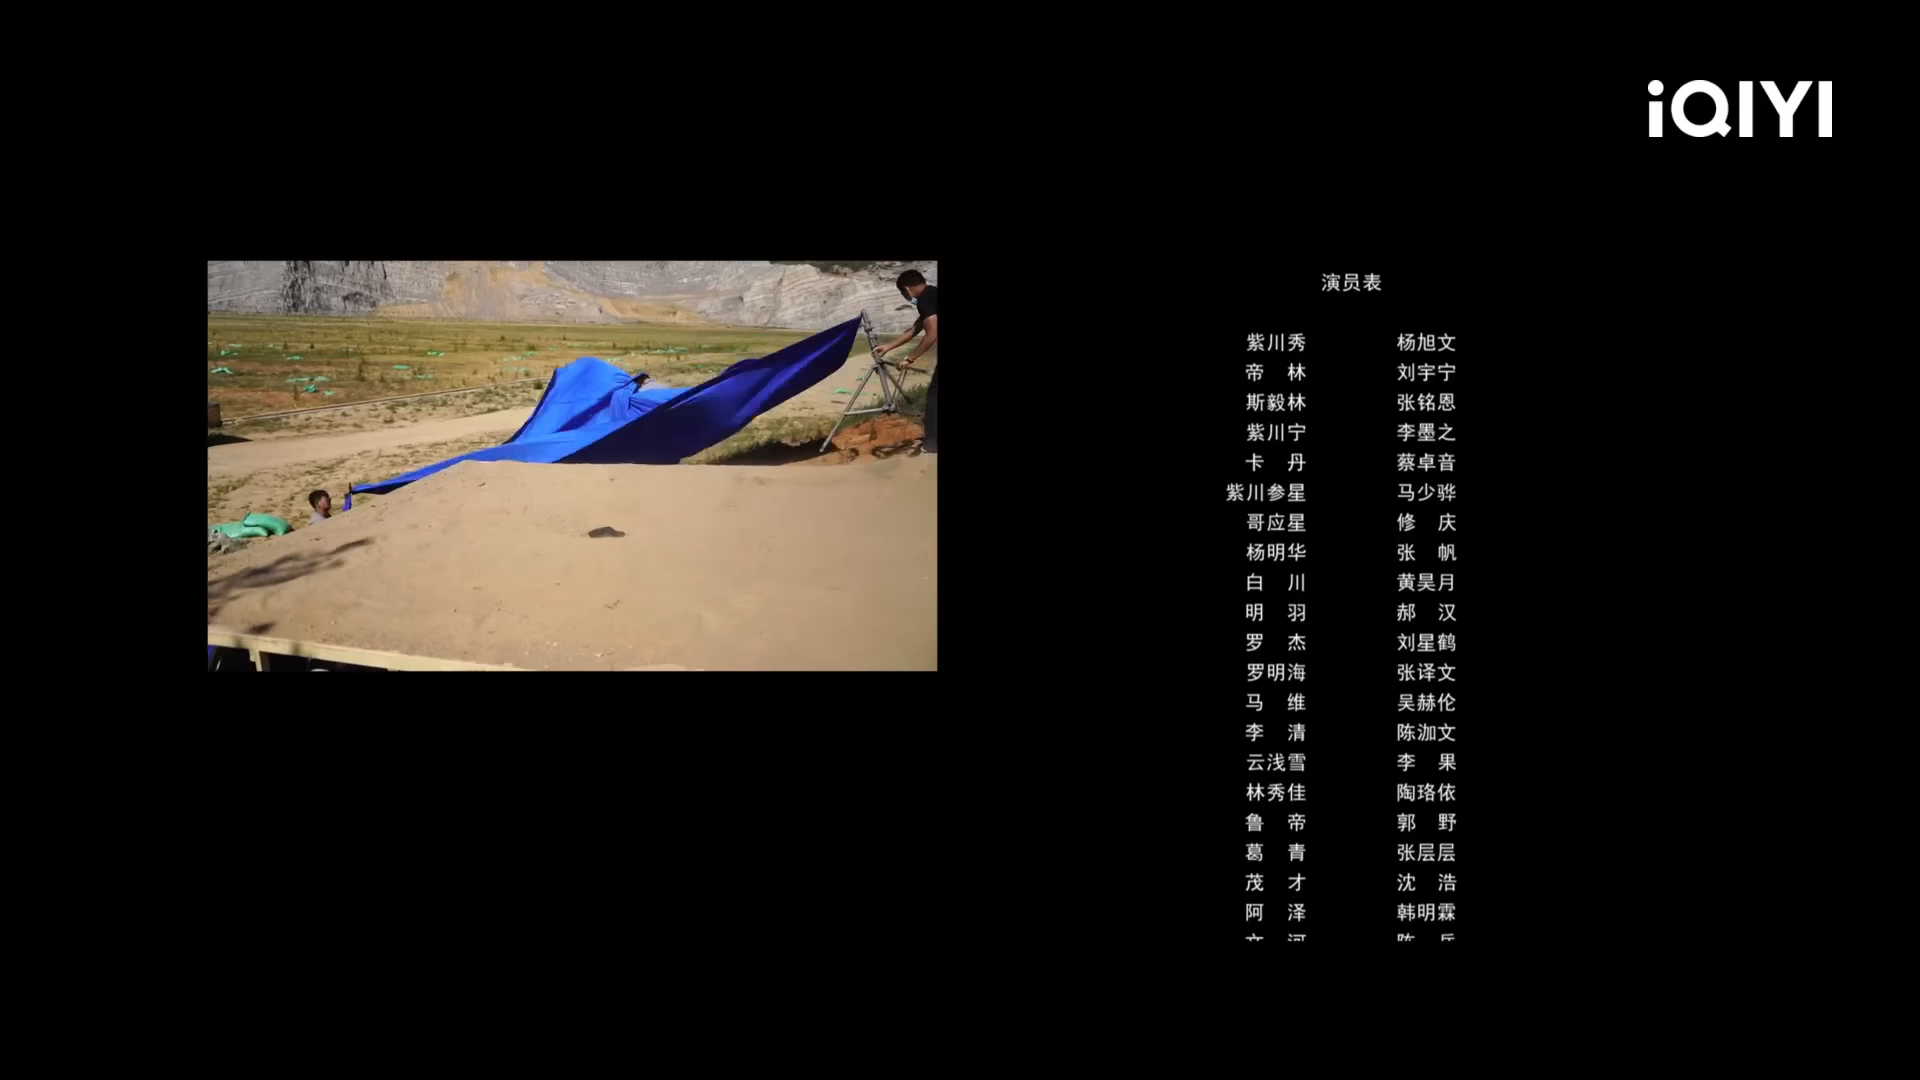 iQIYI
演员表
紫川秀 杨旭文
帝 林 刘宇宁
斯毅林 张铭恩
紫川宁 李墨之
卡 丹 蔡卓音
紫川参星 马少骅
哥应星 修 庆
杨明华 张 帆
白 川 黄昊月
明 羽 郝 汉
罗 杰 刘星鹤
罗明海 张译文
马 维 吴赫伦
李 清 陈泇文
云浅雪 李 果
林秀佳 陶珞依
鲁 帝 郭 野
葛 青 张层层
茂 才 沈 浩
阿 泽 韩明霖